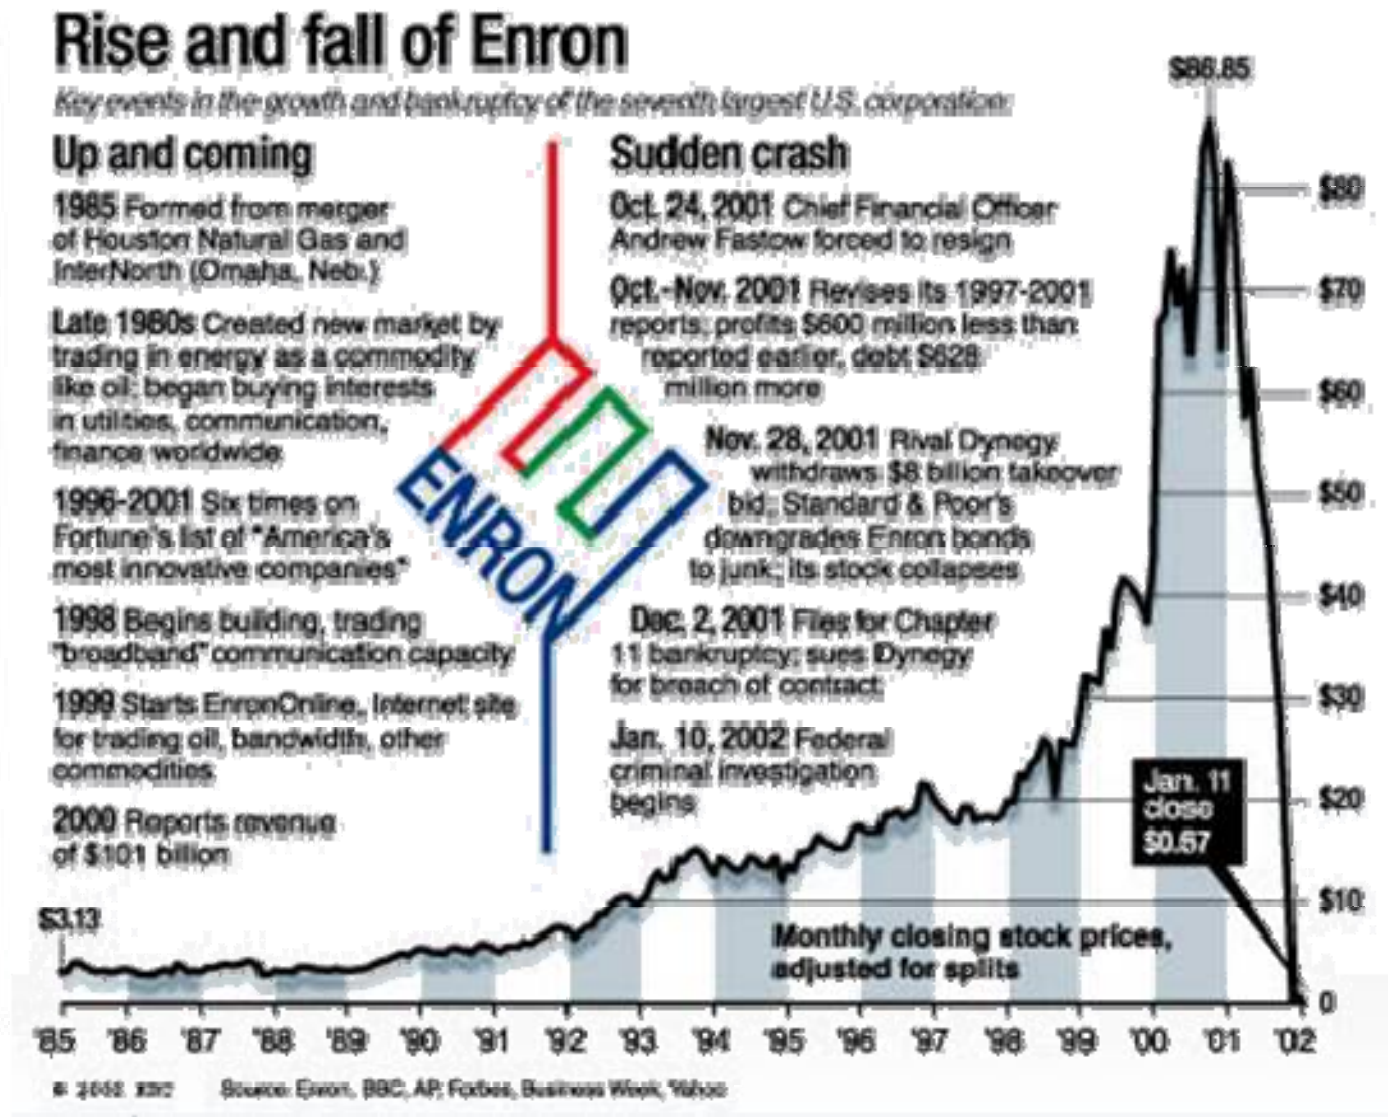 Rise and fall of Enron
Key events in the growth and bankruptcy of the seventh largest U.S. corporation:
Up and coming
1985 Formed from merger
of Houston Natural Gas and
InterNorth (Omaha, Neb.)
Late 1980s Created new market by
trading in energy as a commodity
like oil; began buying interests
in utilities, communication,
finance worldwide
1996-2001 Six times on
Fortune's list of "America's
most innovative companies"
1998 Begins building, trading
"broadband" communication capacity
1999 Starts EnronOnline, Internet site
for trading oil, bandwidth, other
commodities
2000 Reports revenue
of $101 billion
ENRON
Sudden crash
Oct. 24, 2001 Chief Financial Officer
Andrew Fastow forced to resign
Oct.-Nov. 2001 Revises its 1997-2001
reports; profits $600 million less than
reported earlier, debt $628
million more
Nov. 28, 2001 Rival Dynegy
withdraws $8 billion takeover
bid; Standard & Poor's
downgrades Enron bonds
to junk; its stock collapses
Dec. 2, 2001 Files for Chapter
11 bankruptcy; sues Dynegy
for breach of contract
Jan. 10, 2002 Federal
criminal investigation
begins
$3.13
.85
$80
$70
$60
$50
$40
$30
$20
$10
0
Jan. 11
close
$0.67
Monthly closing stock prices,
adjusted for splits
'85 '86 '87 '88 '89 '90 '91 '92 '93 '94 '95 '96 '97 '98 '99 '00 '01 '02
© 2002
Source: Enron, BBC, AP, Forbes, Business Week, Yahoo